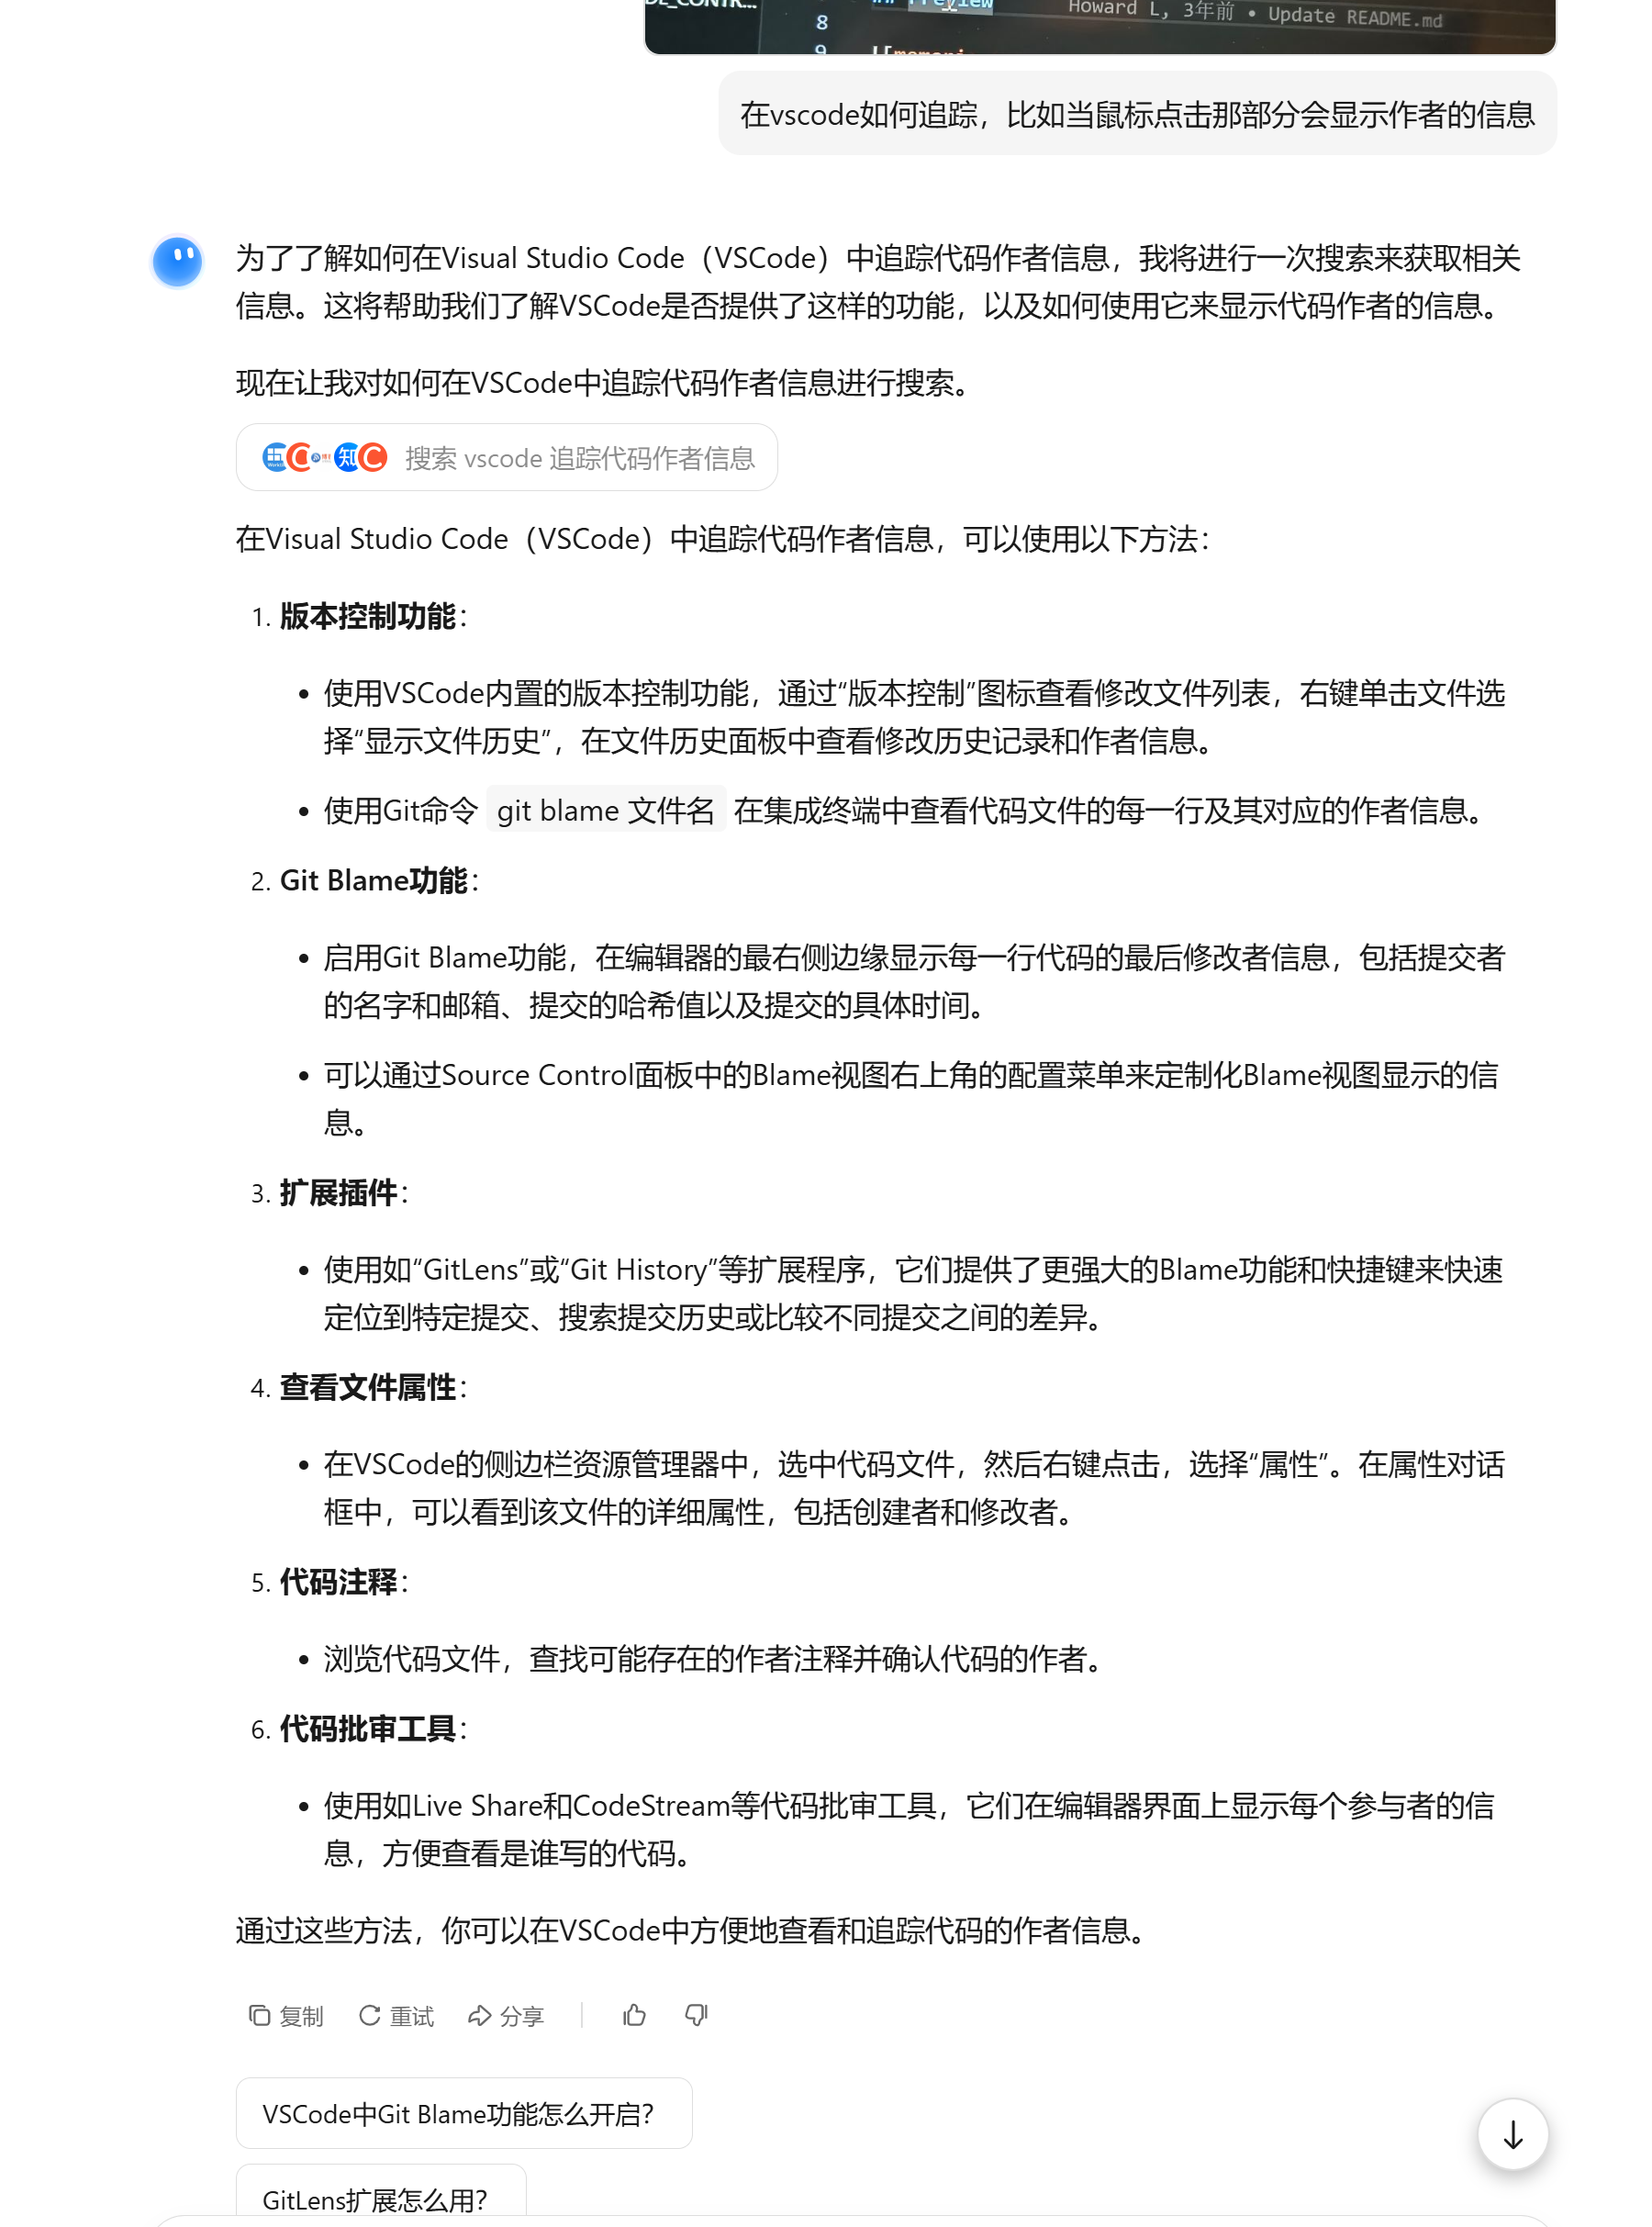 8
Howard L, 3年前 • Update README.md
9
在vscode如何追踪，比如当鼠标点击那部分会显示作者的信息
为了了解如何在Visual Studio Code（VSCode）中追踪代码作者信息，我将进行一次搜索来获取相关
信息。这将帮助我们了解VSCode是否提供了这样的功能，以及如何使用它来显示代码作者的信息。
现在让我对如何在VSCode中追踪代码作者信息进行搜索。
知 搜索 vscode 追踪代码作者信息
在Visual Studio Code（VSCode）中追踪代码作者信息，可以使用以下方法：
1. 版本控制功能：
• 使用VSCode内置的版本控制功能，通过“版本控制”图标查看修改文件列表，右键单击文件选
择“显示文件历史”，在文件历史面板中查看修改历史记录和作者信息。
• 使用Git命令 git blame 文件名 在集成终端中查看代码文件的每一行及其对应的作者信息。
2. Git Blame功能：
• 启用Git Blame功能，在编辑器的最右侧边缘显示每一行代码的最后修改者信息，包括提交者
的名字和邮箱、提交的哈希值以及提交的具体时间。
• 可以通过Source Control面板中的Blame视图右上角的配置菜单来定制化Blame视图显示的信
息。
3. 扩展插件：
• 使用如“GitLens”或“Git History”等扩展程序，它们提供了更强大的Blame功能和快捷键来快速
定位到特定提交、搜索提交历史或比较不同提交之间的差异。
4. 查看文件属性：
• 在VSCode的侧边栏资源管理器中，选中代码文件，然后右键点击，选择“属性”。在属性对话
框中，可以看到该文件的详细属性，包括创建者和修改者。
5. 代码注释：
• 浏览代码文件，查找可能存在的作者注释并确认代码的作者。
6. 代码批审工具：
• 使用如Live Share和CodeStream等代码批审工具，它们在编辑器界面上显示每个参与者的信
息，方便查看是谁写的代码。
通过这些方法，你可以在VSCode中方便地查看和追踪代码的作者信息。
复制 重试 分享
VSCode中Git Blame功能怎么开启？
GitLens扩展怎么用？